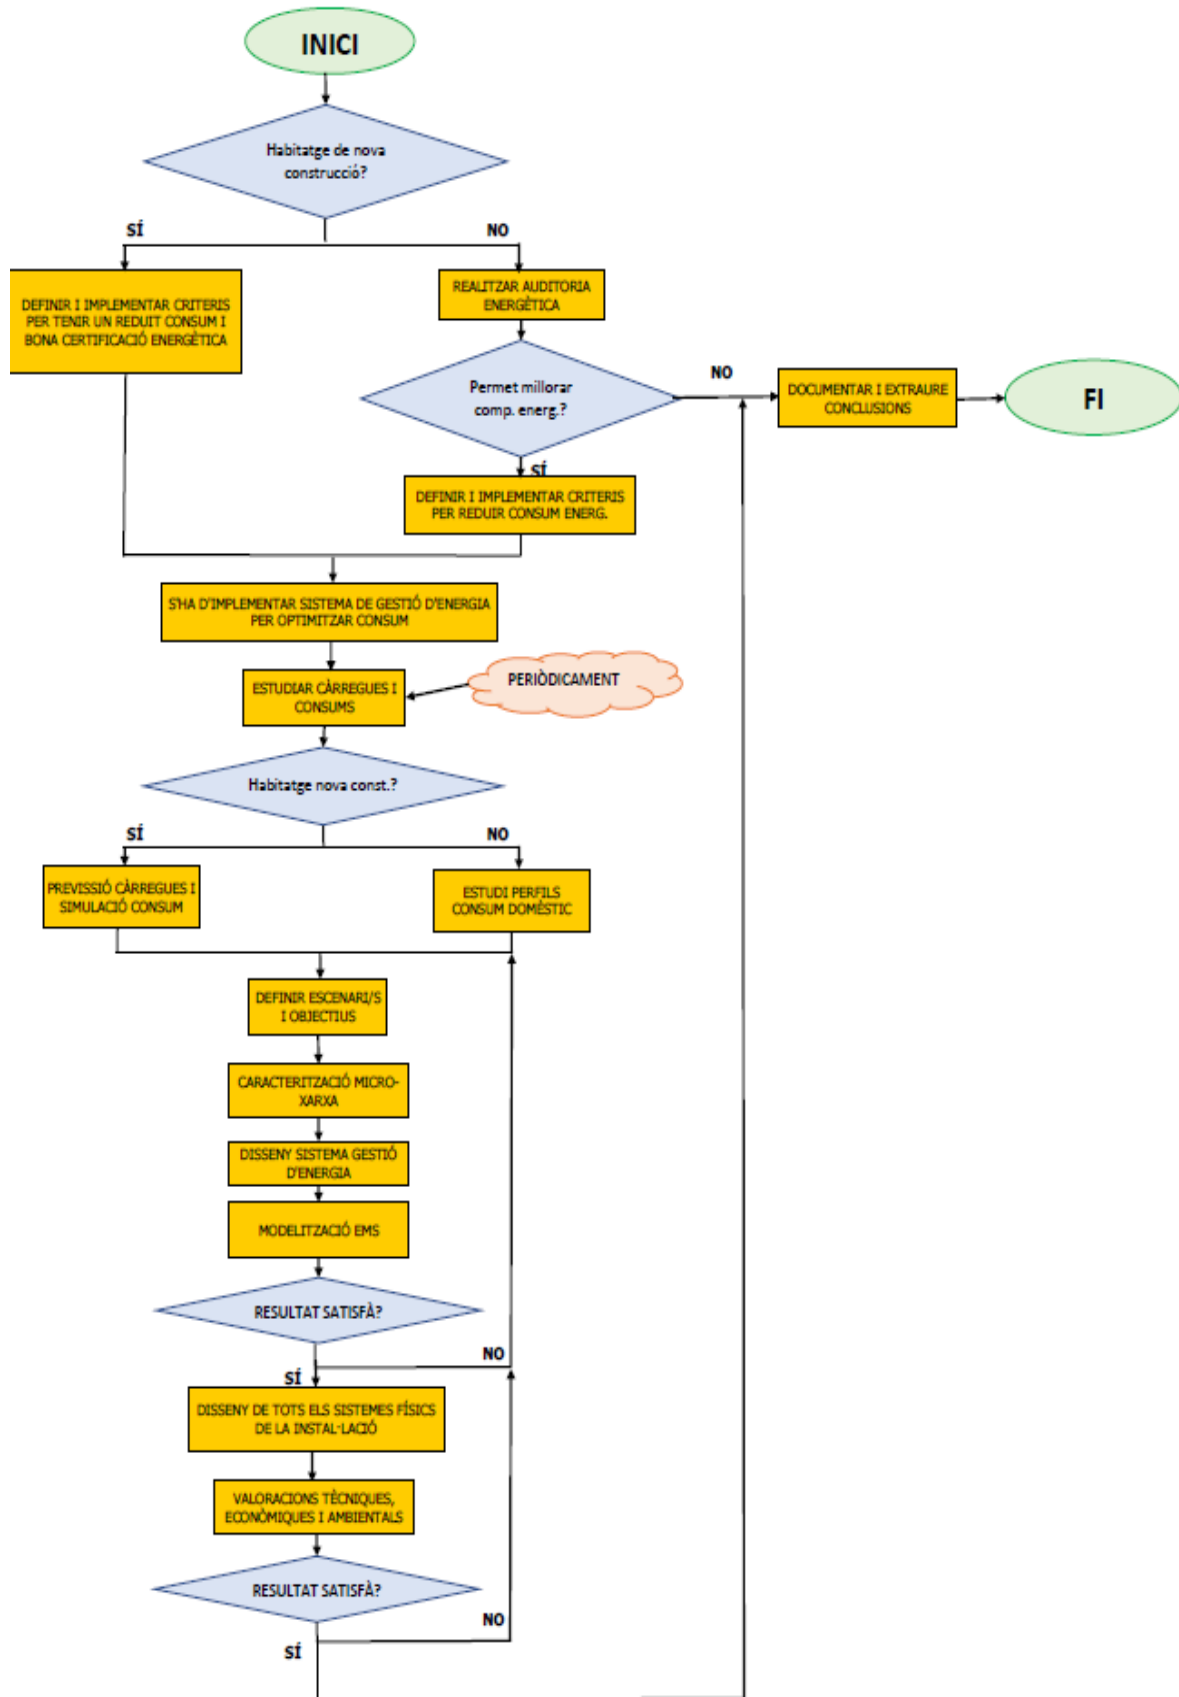 INICI
Habitatge de nova
construcció?
SÍ
NO
DEFINIR I IMPLEMENTAR CRITERIS
PER TENIR UN REDUIT CONSUM I
BONA CERTIFICACIÓ ENERGÈTICA
REALITZAR AUDITORIA
ENERGÈTICA
Permet millorar
comp. energ.?
NO
DOCUMENTAR I EXTRAURE
CONCLUSIONS
FI
SÍ
DEFINIR I IMPLEMENTAR CRITERIS
PER REDUIR CONSUM ENERG.
S'HA D'IMPLEMENTAR SISTEMA DE GESTIÓ D'ENERGIA
PER OPTIMITZAR CONSUM
ESTUDIAR CÀRREGUES I
CONSUMS
PERIÒDICAMENT
Habitatge nova const.?
SÍ
NO
PREVISSIÓ CÀRREGUES I
SIMULACIÓ CONSUM
ESTUDI PERFILS
CONSUM DOMÈSTIC
DEFINIR ESCENARI/S
I OBJECTIUS
CARACTERITZACIÓ MICRO-
XARXA
DISSENY SISTEMA GESTIÓ
D'ENERGIA
MODELITZACIÓ EMS
RESULTAT SATISFÀ?
NO
SÍ
DISSENY DE TOTS ELS SISTEMES FÍSICS
DE LA INSTAL·LACIÓ
VALORACIONS TÈCNIQUES,
ECONÒMIQUES I AMBIENTALS
RESULTAT SATISFÀ?
NO
SÍ